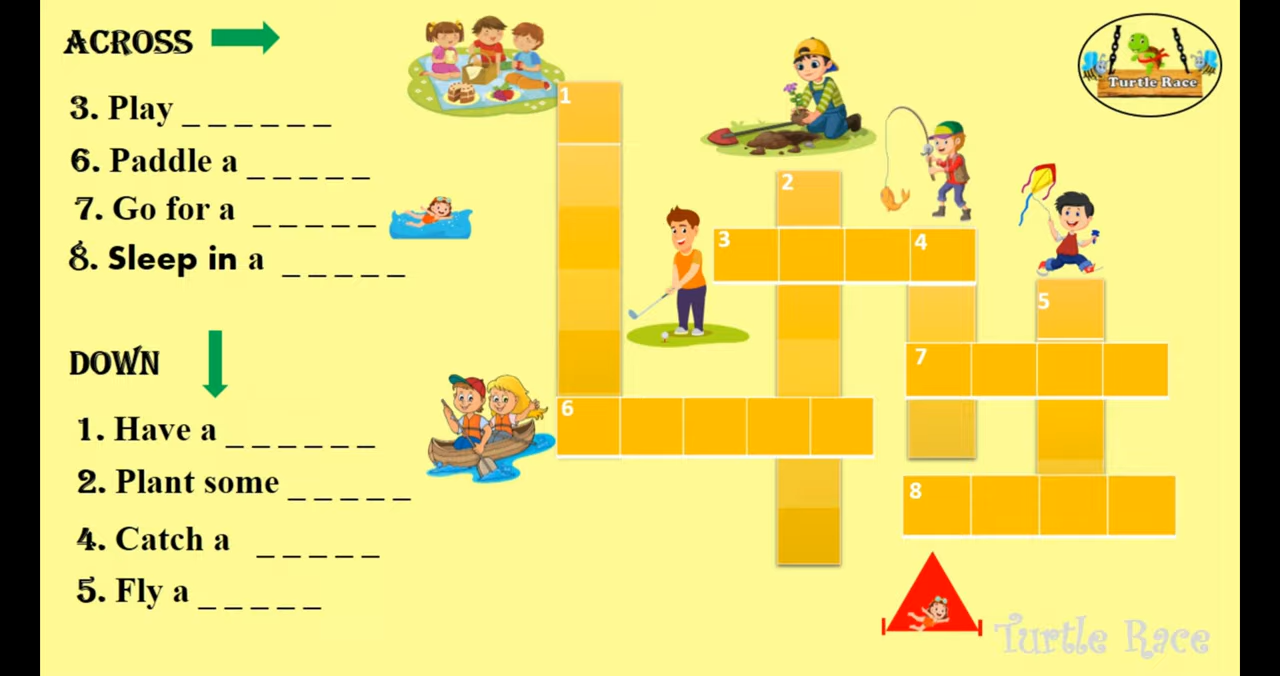 ACROSS
3. Play _ _ _ _ _ _
6. Paddle a _ _ _ _ _
7. Go for a _ _ _ _ _
8. Sleep in a _ _ _ _ _
DOWN
1. Have a _ _ _ _ _ _
2. Plant some _ _ _ _ _
4. Catch a _ _ _ _ _
5. Fly a _ _ _ _ _
1
2
3
4
5
7
6
8
Turtle Race
Turtle Race